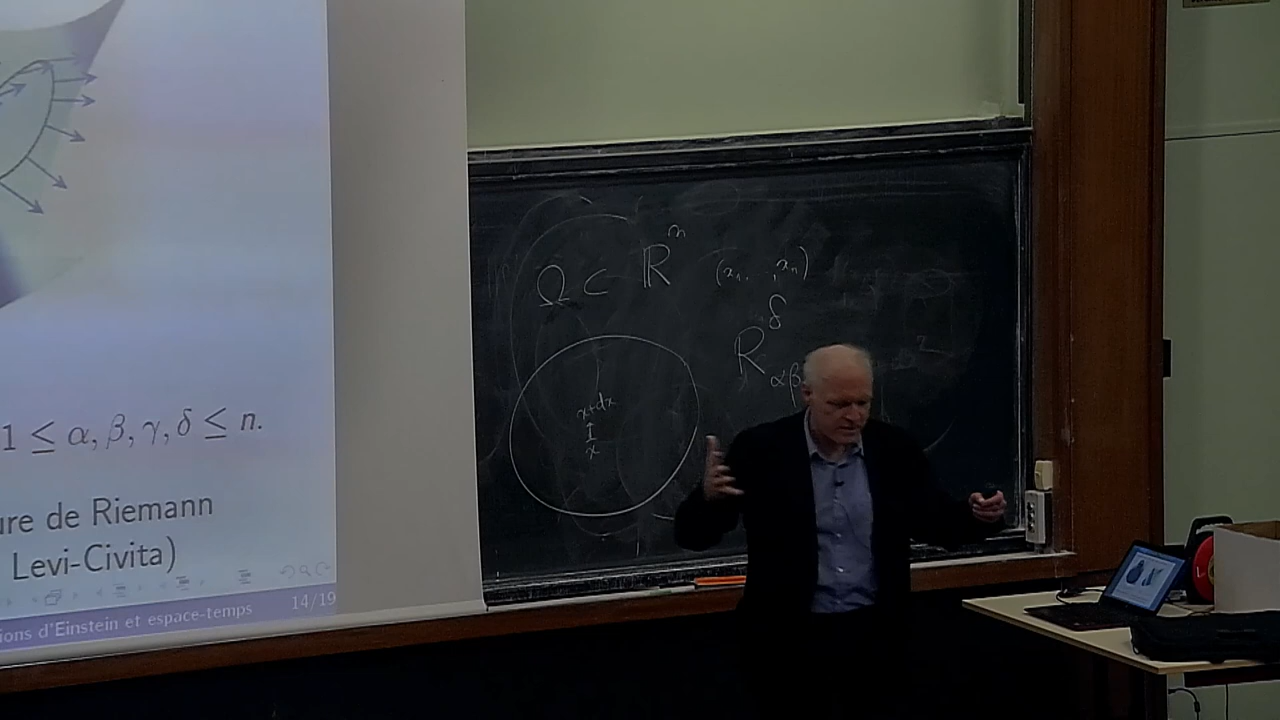 1 ≤ α, β, γ, δ ≤ n.
ure de Riemann
Levi-Civita)
ions d'Einstein et espace-temps 14/19
Ω ⊂ ℝⁿ (x₁, ..., xₙ)
R^δ_αβ
x+dx
x